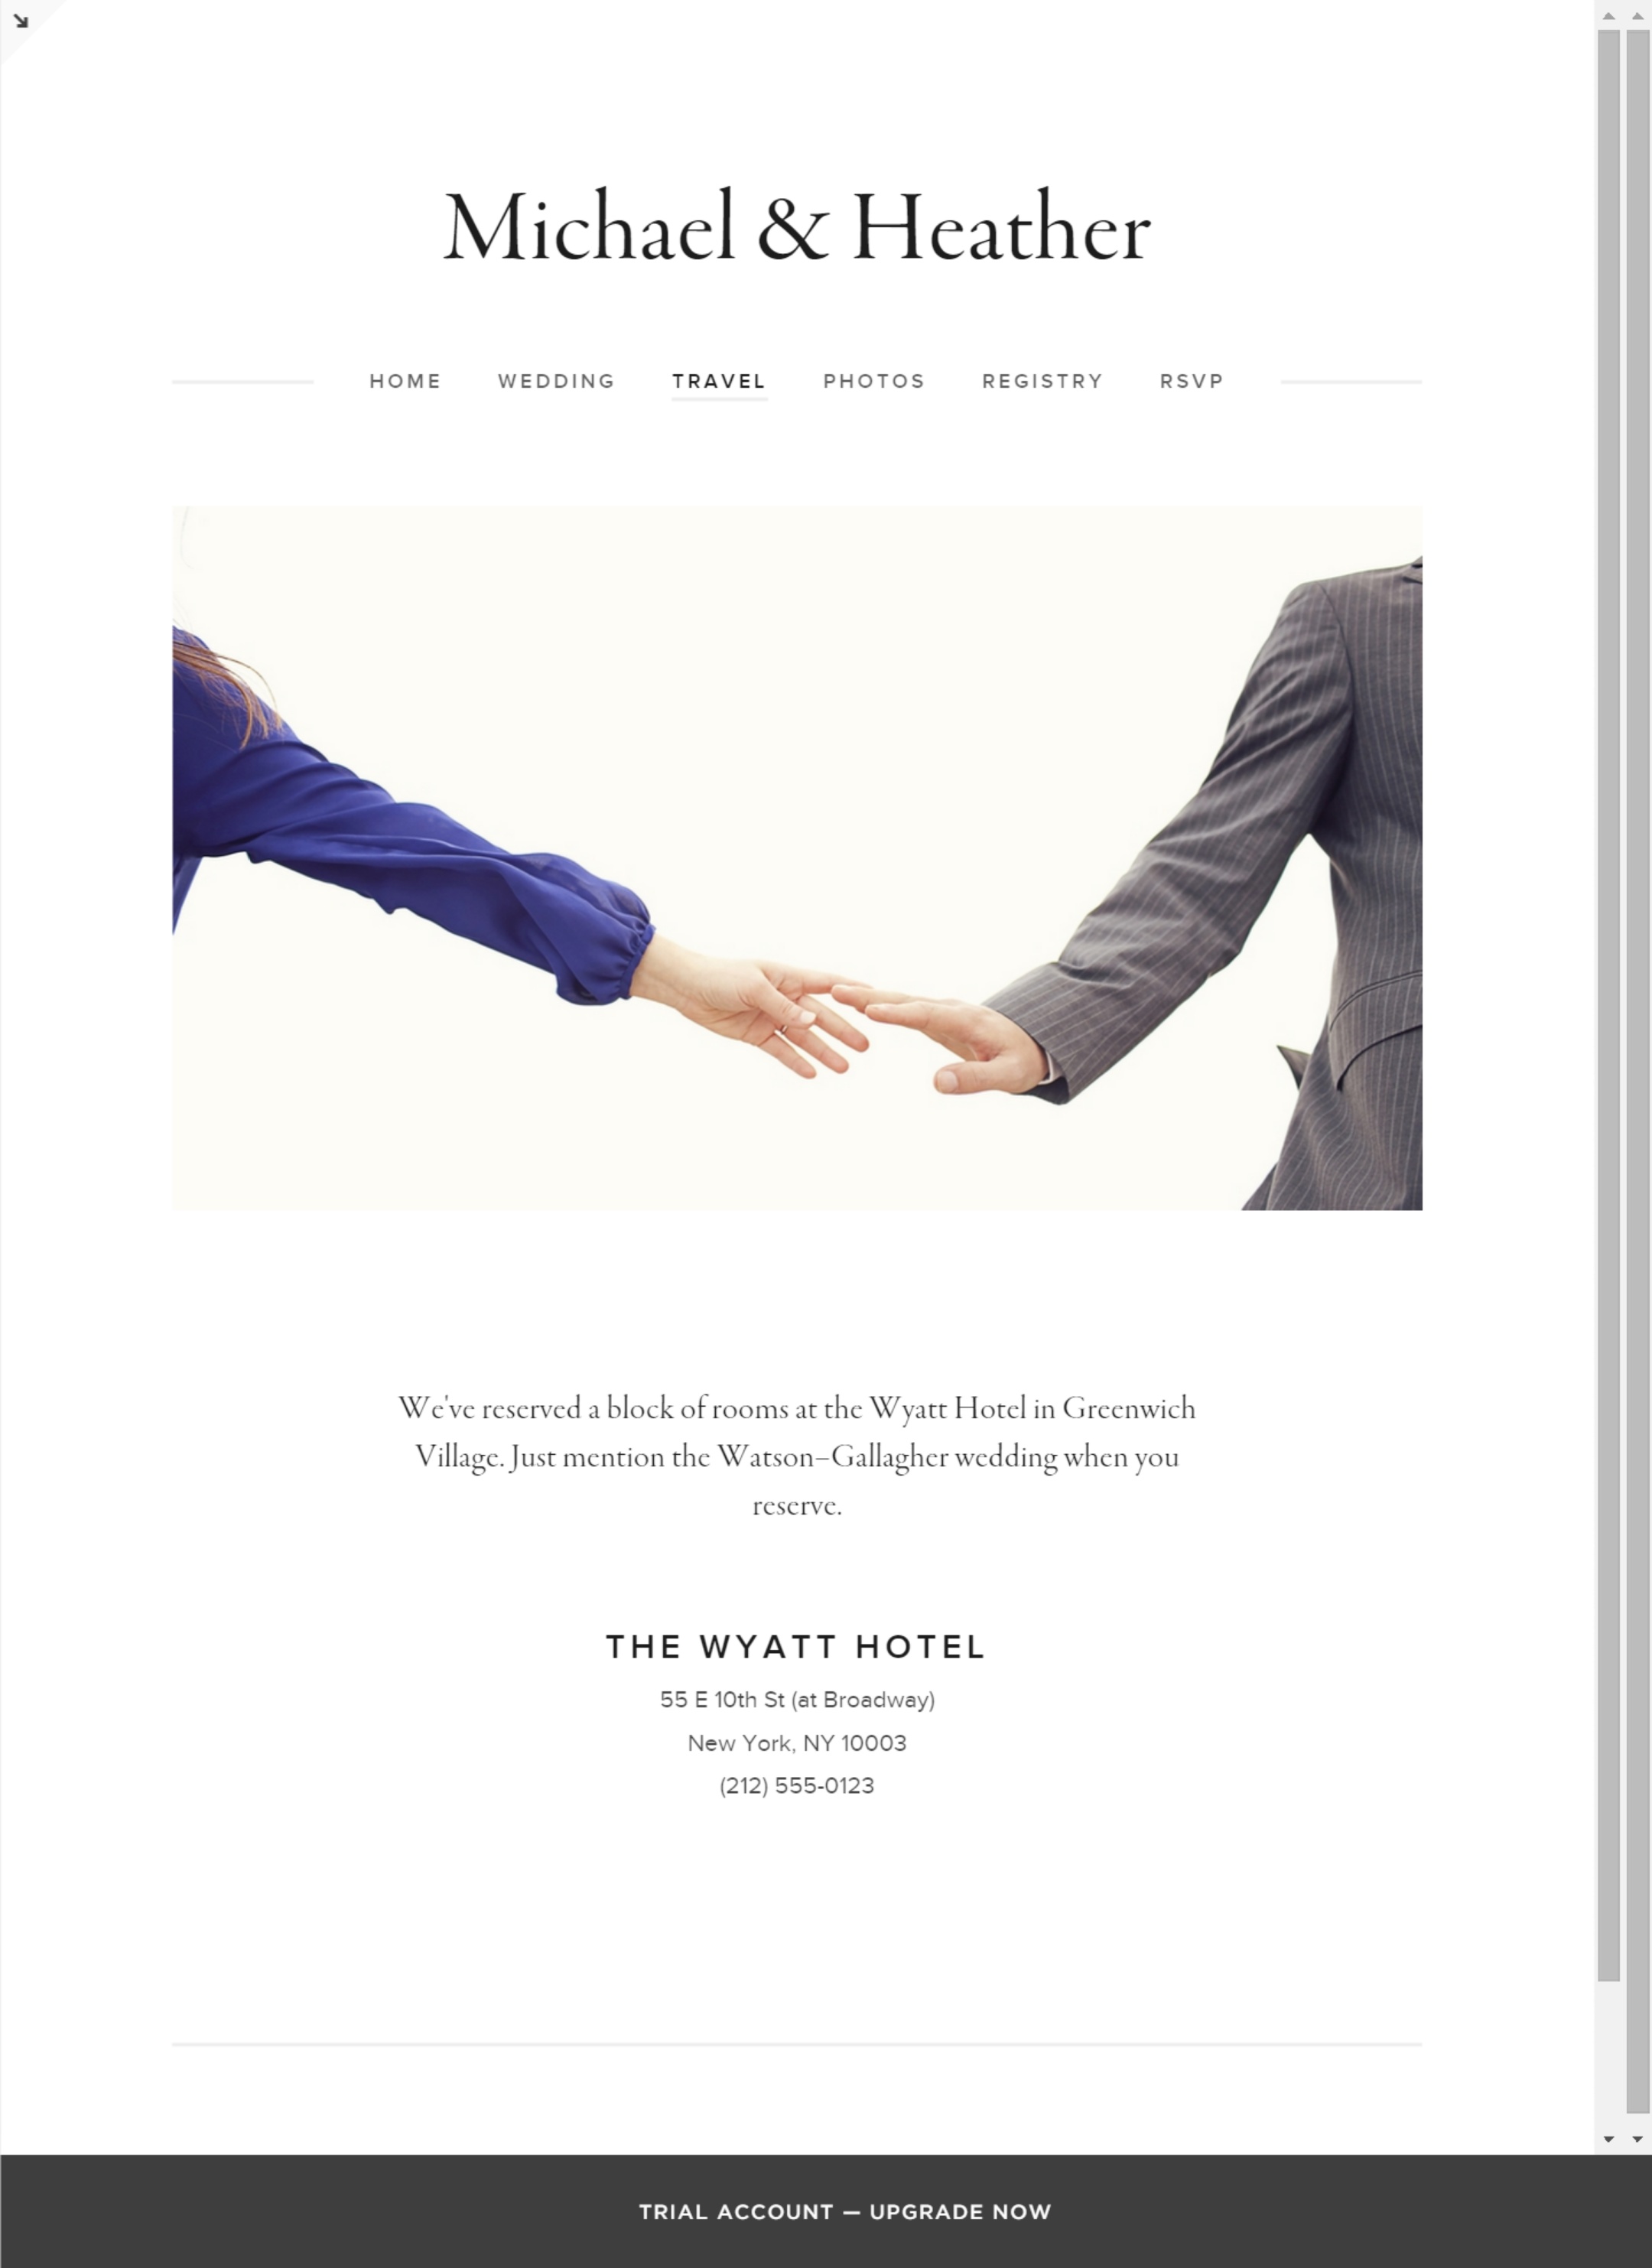 Michael & Heather
HOME WEDDING TRAVEL PHOTOS REGISTRY RSVP
We've reserved a block of rooms at the Wyatt Hotel in Greenwich
Village. Just mention the Watson–Gallagher wedding when you
reserve.
THE WYATT HOTEL
55 E 10th St (at Broadway)
New York, NY 10003
(212) 555-0123
TRIAL ACCOUNT — UPGRADE NOW